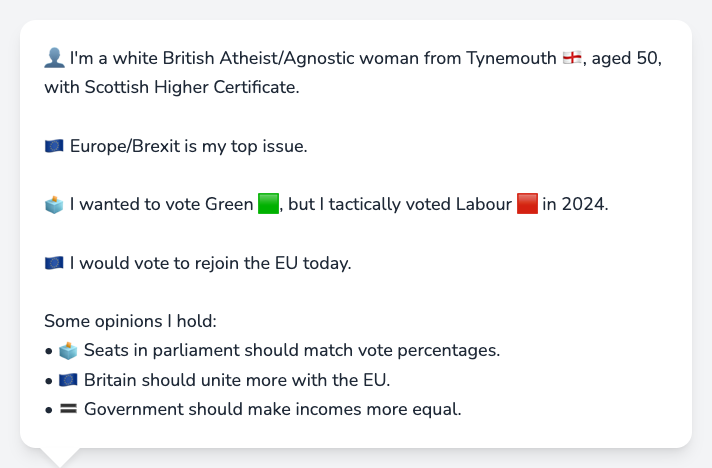 👤 I'm a white British Atheist/Agnostic woman from Tynemouth 🏴󠁧󠁢󠁥󠁮󠁧󠁿, aged 50,
with Scottish Higher Certificate.
🇪🇺 Europe/Brexit is my top issue.
🗳️ I wanted to vote Green 🟩, but I tactically voted Labour 🟥 in 2024.
🇪🇺 I would vote to rejoin the EU today.
Some opinions I hold:
• 🗳️ Seats in parliament should match vote percentages.
• 🇪🇺 Britain should unite more with the EU.
• 🟰 Government should make incomes more equal.